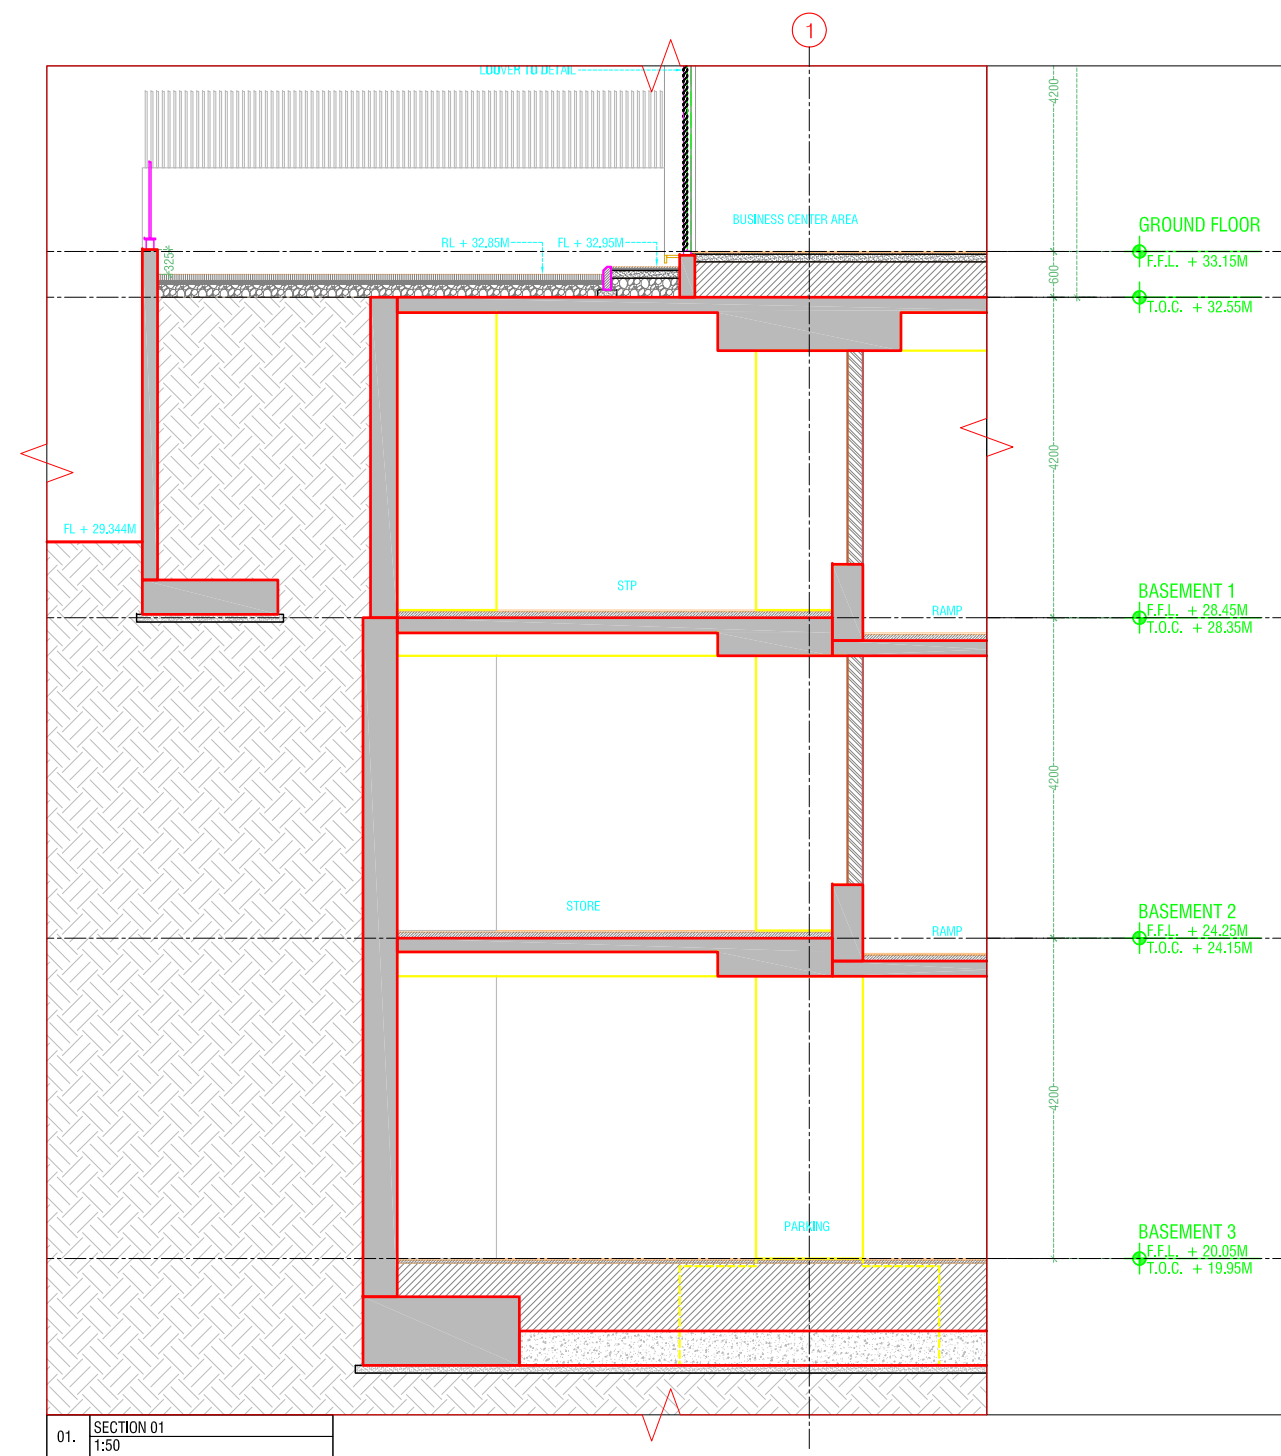 1
LOUVER TO DETAIL
4200
BUSINESS CENTER AREA
GROUND FLOOR
RL + 32.85M
FL + 32.95M
F.F.L. + 33.15M
325
600
T.O.C. + 32.55M
4200
FL + 29.344M
STP
RAMP
BASEMENT 1
F.F.L. + 28.45M
T.O.C. + 28.35M
4200
STORE
RAMP
BASEMENT 2
F.F.L. + 24.25M
T.O.C. + 24.15M
4200
PARKING
BASEMENT 3
F.F.L. + 20.05M
T.O.C. + 19.95M
01.
SECTION 01
1:50